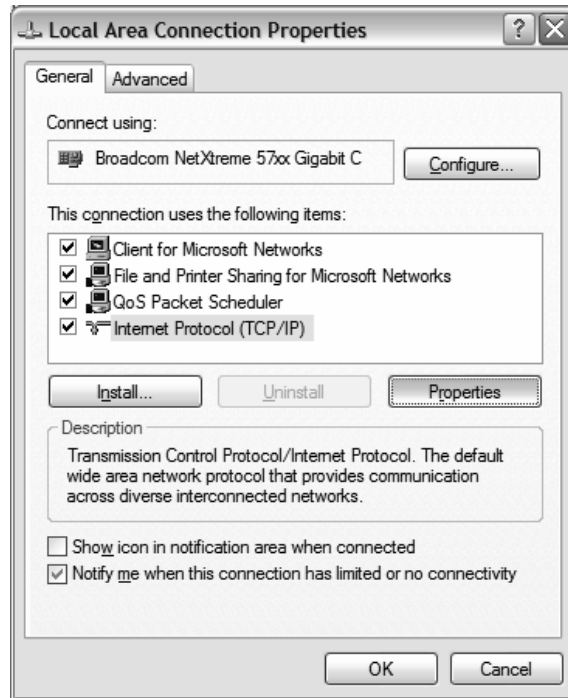 Local Area Connection Properties
General Advanced
Connect using:
Broadcom NetXtreme 57xx Gigabit C Configure...
This connection uses the following items:
Client for Microsoft Networks
File and Printer Sharing for Microsoft Networks
QoS Packet Scheduler
Internet Protocol (TCP/IP)
Install... Uninstall Properties
Description
Transmission Control Protocol/Internet Protocol. The default
wide area network protocol that provides communication
across diverse interconnected networks.
Show icon in notification area when connected
Notify me when this connection has limited or no connectivity
OK Cancel